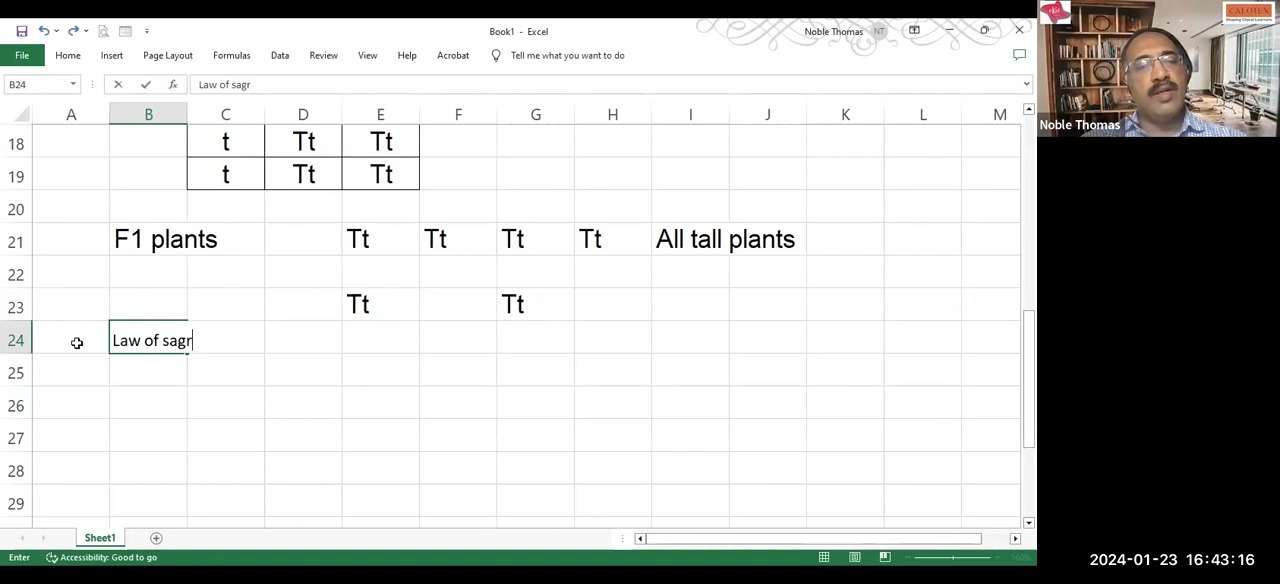 Book1 - Excel
Noble Thomas
NT
File Home Insert Page Layout Formulas Data Review View Help Acrobat Tell me what you want to do
B24 fx Law of sagr
A B C D E F G H I J K L M
18 t Tt Tt
19 t Tt Tt
20
21 F1 plants Tt Tt Tt Tt All tall plants
22
23 Tt Tt
24 Law of sagr
25
26
27
28
29
Sheet1
Enter Accessibility: Good to go
160%
CALOREX
Noble Thomas
2024-01-23 16:43:16